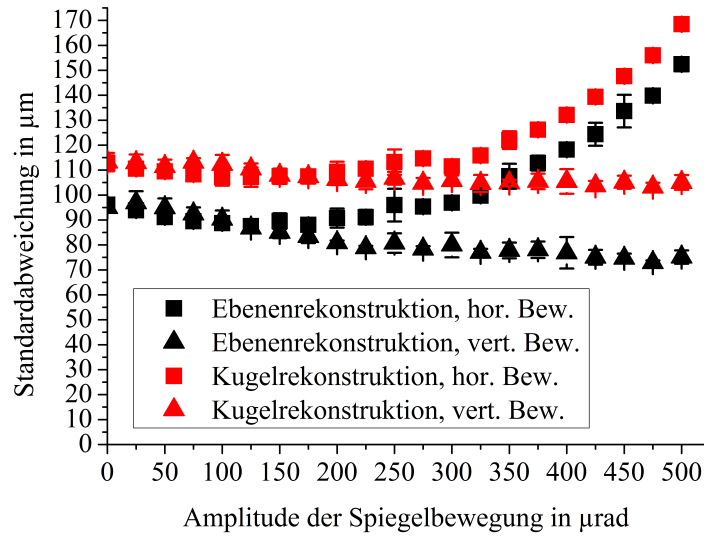 170
160
150
140
130
120
110
100
90
80
70
60
50
40
30
20
10
0
Standardabweichung in µm
Ebenenrekonstruktion, hor. Bew.
Ebenenrekonstruktion, vert. Bew.
Kugelrekonstruktion, hor. Bew.
Kugelrekonstruktion, vert. Bew.
0 50 100 150 200 250 300 350 400 450 500
Amplitude der Spiegelbewegung in µrad